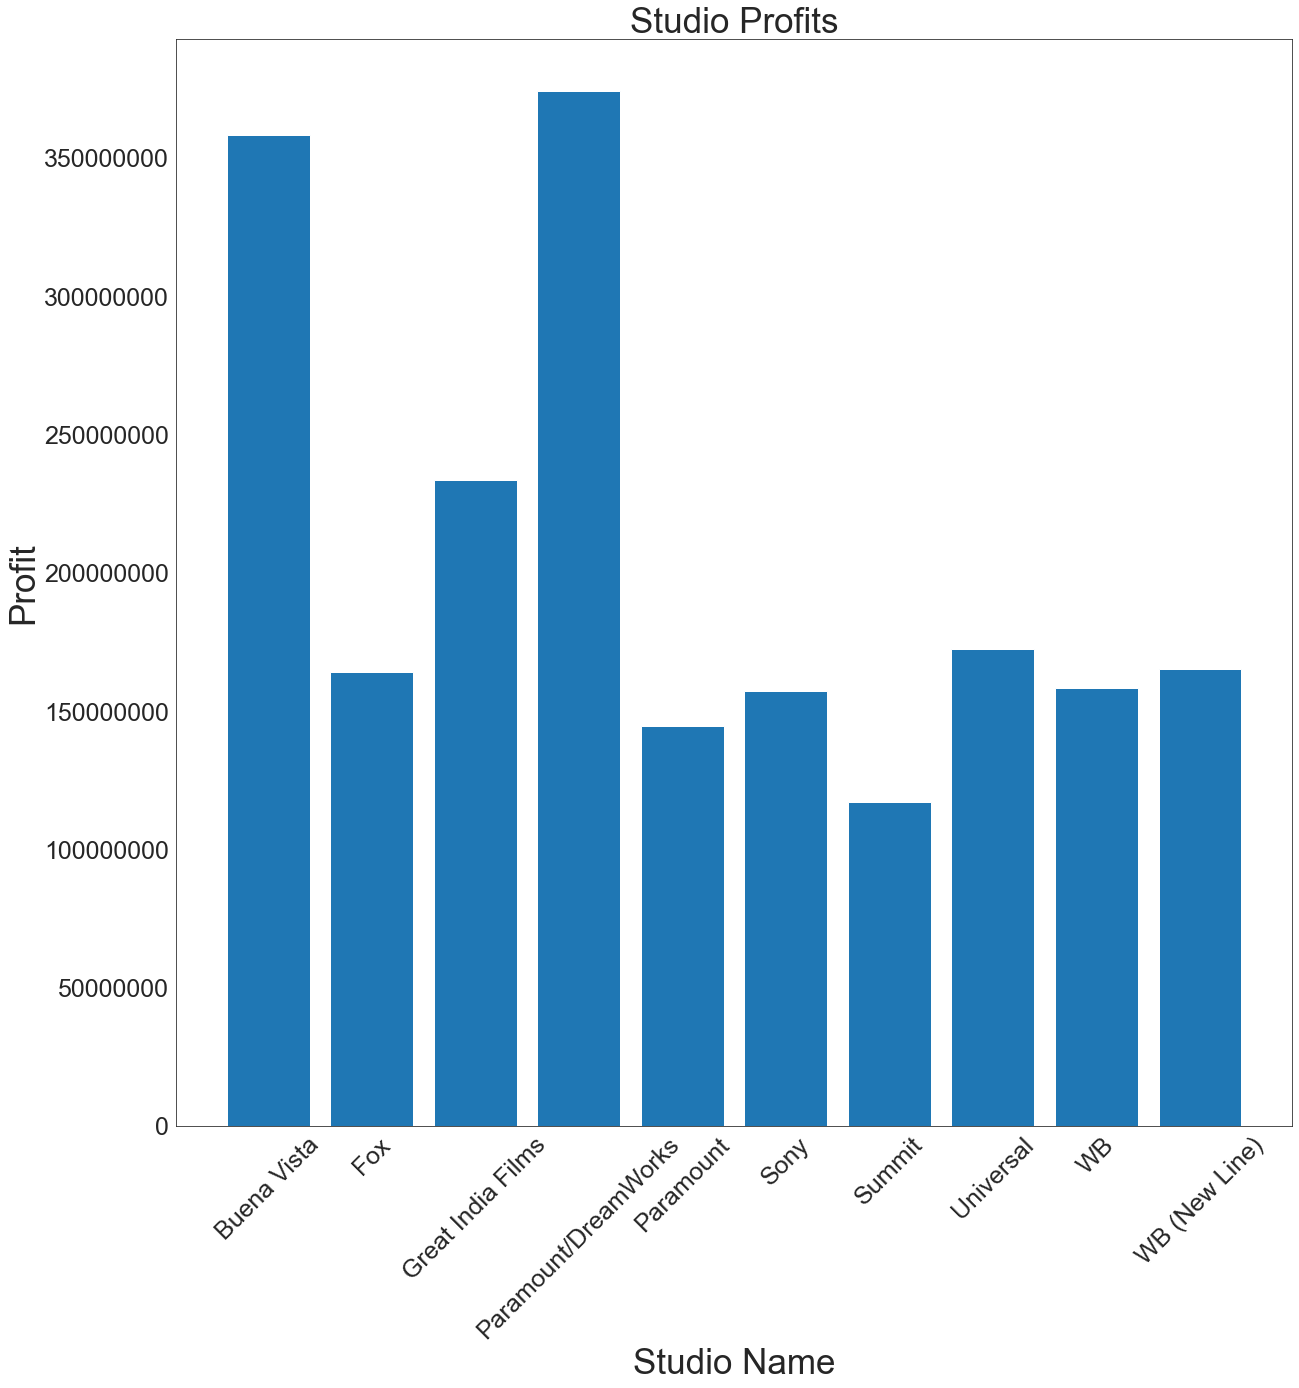 Studio Profits
Profit
350000000
300000000
250000000
200000000
150000000
100000000
50000000
0
Buena Vista
Fox
Great India Films
Paramount/DreamWorks
Paramount
Sony
Summit
Universal
WB
WB (New Line)
Studio Name